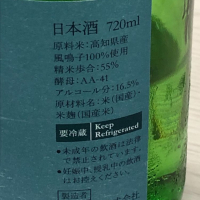 日本酒 720ml
原料米:高知県産
風鳴子100%使用
精米歩合:55%
酵母:AA-41
アルコール分:16.5%
原材料名:米(国産)・
米麹(国産米)
要冷蔵 Keep
Refrigerated
●未成年の飲酒は法律
で禁止されています。
●妊娠中、授乳中の飲酒
製造者